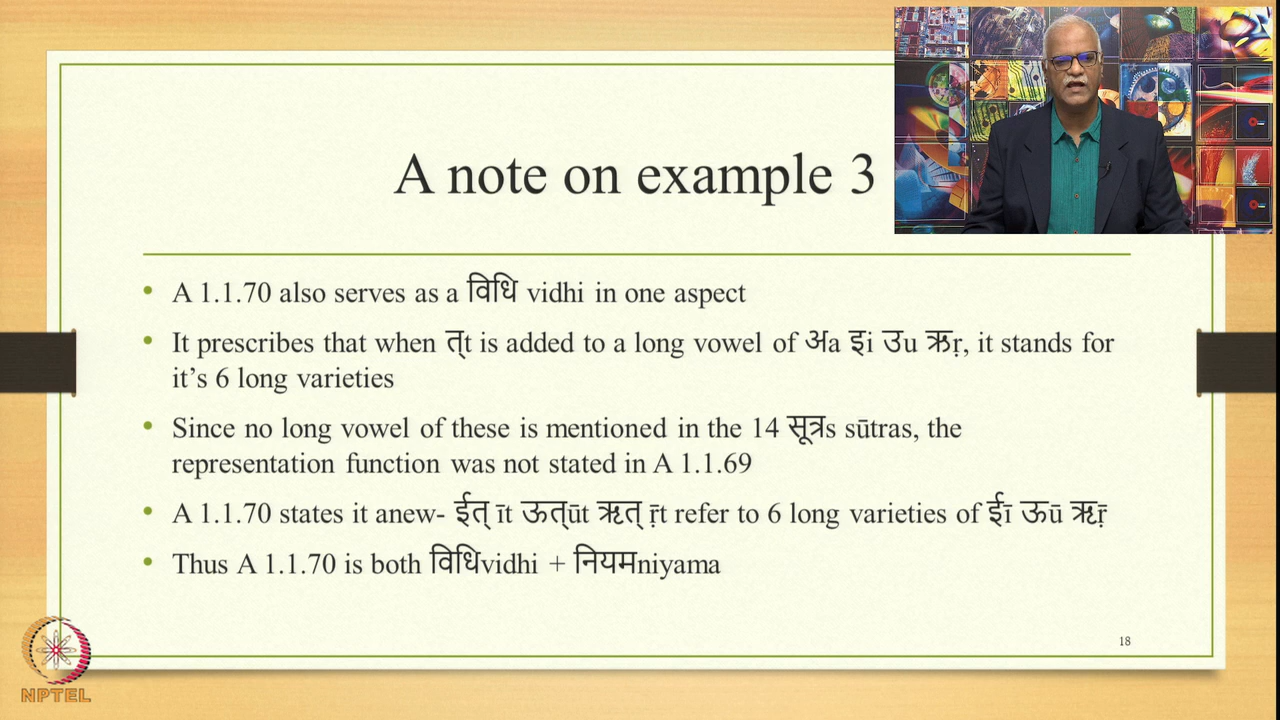 A note on example 3
• A 1.1.70 also serves as a विधि vidhi in one aspect
• It prescribes that when त्t is added to a long vowel of अa इi उu ऋṛ, it stands for
it’s 6 long varieties
• Since no long vowel of these is mentioned in the 14 सूत्रs sūtras, the
representation function was not stated in A 1.1.69
• A 1.1.70 states it anew- ईत् īt ऊत्ūt ॠत् ṝt refer to 6 long varieties of ईī ऊū ॠṝ
• Thus A 1.1.70 is both विधिvidhi + नियमniyama
18
NPTEL